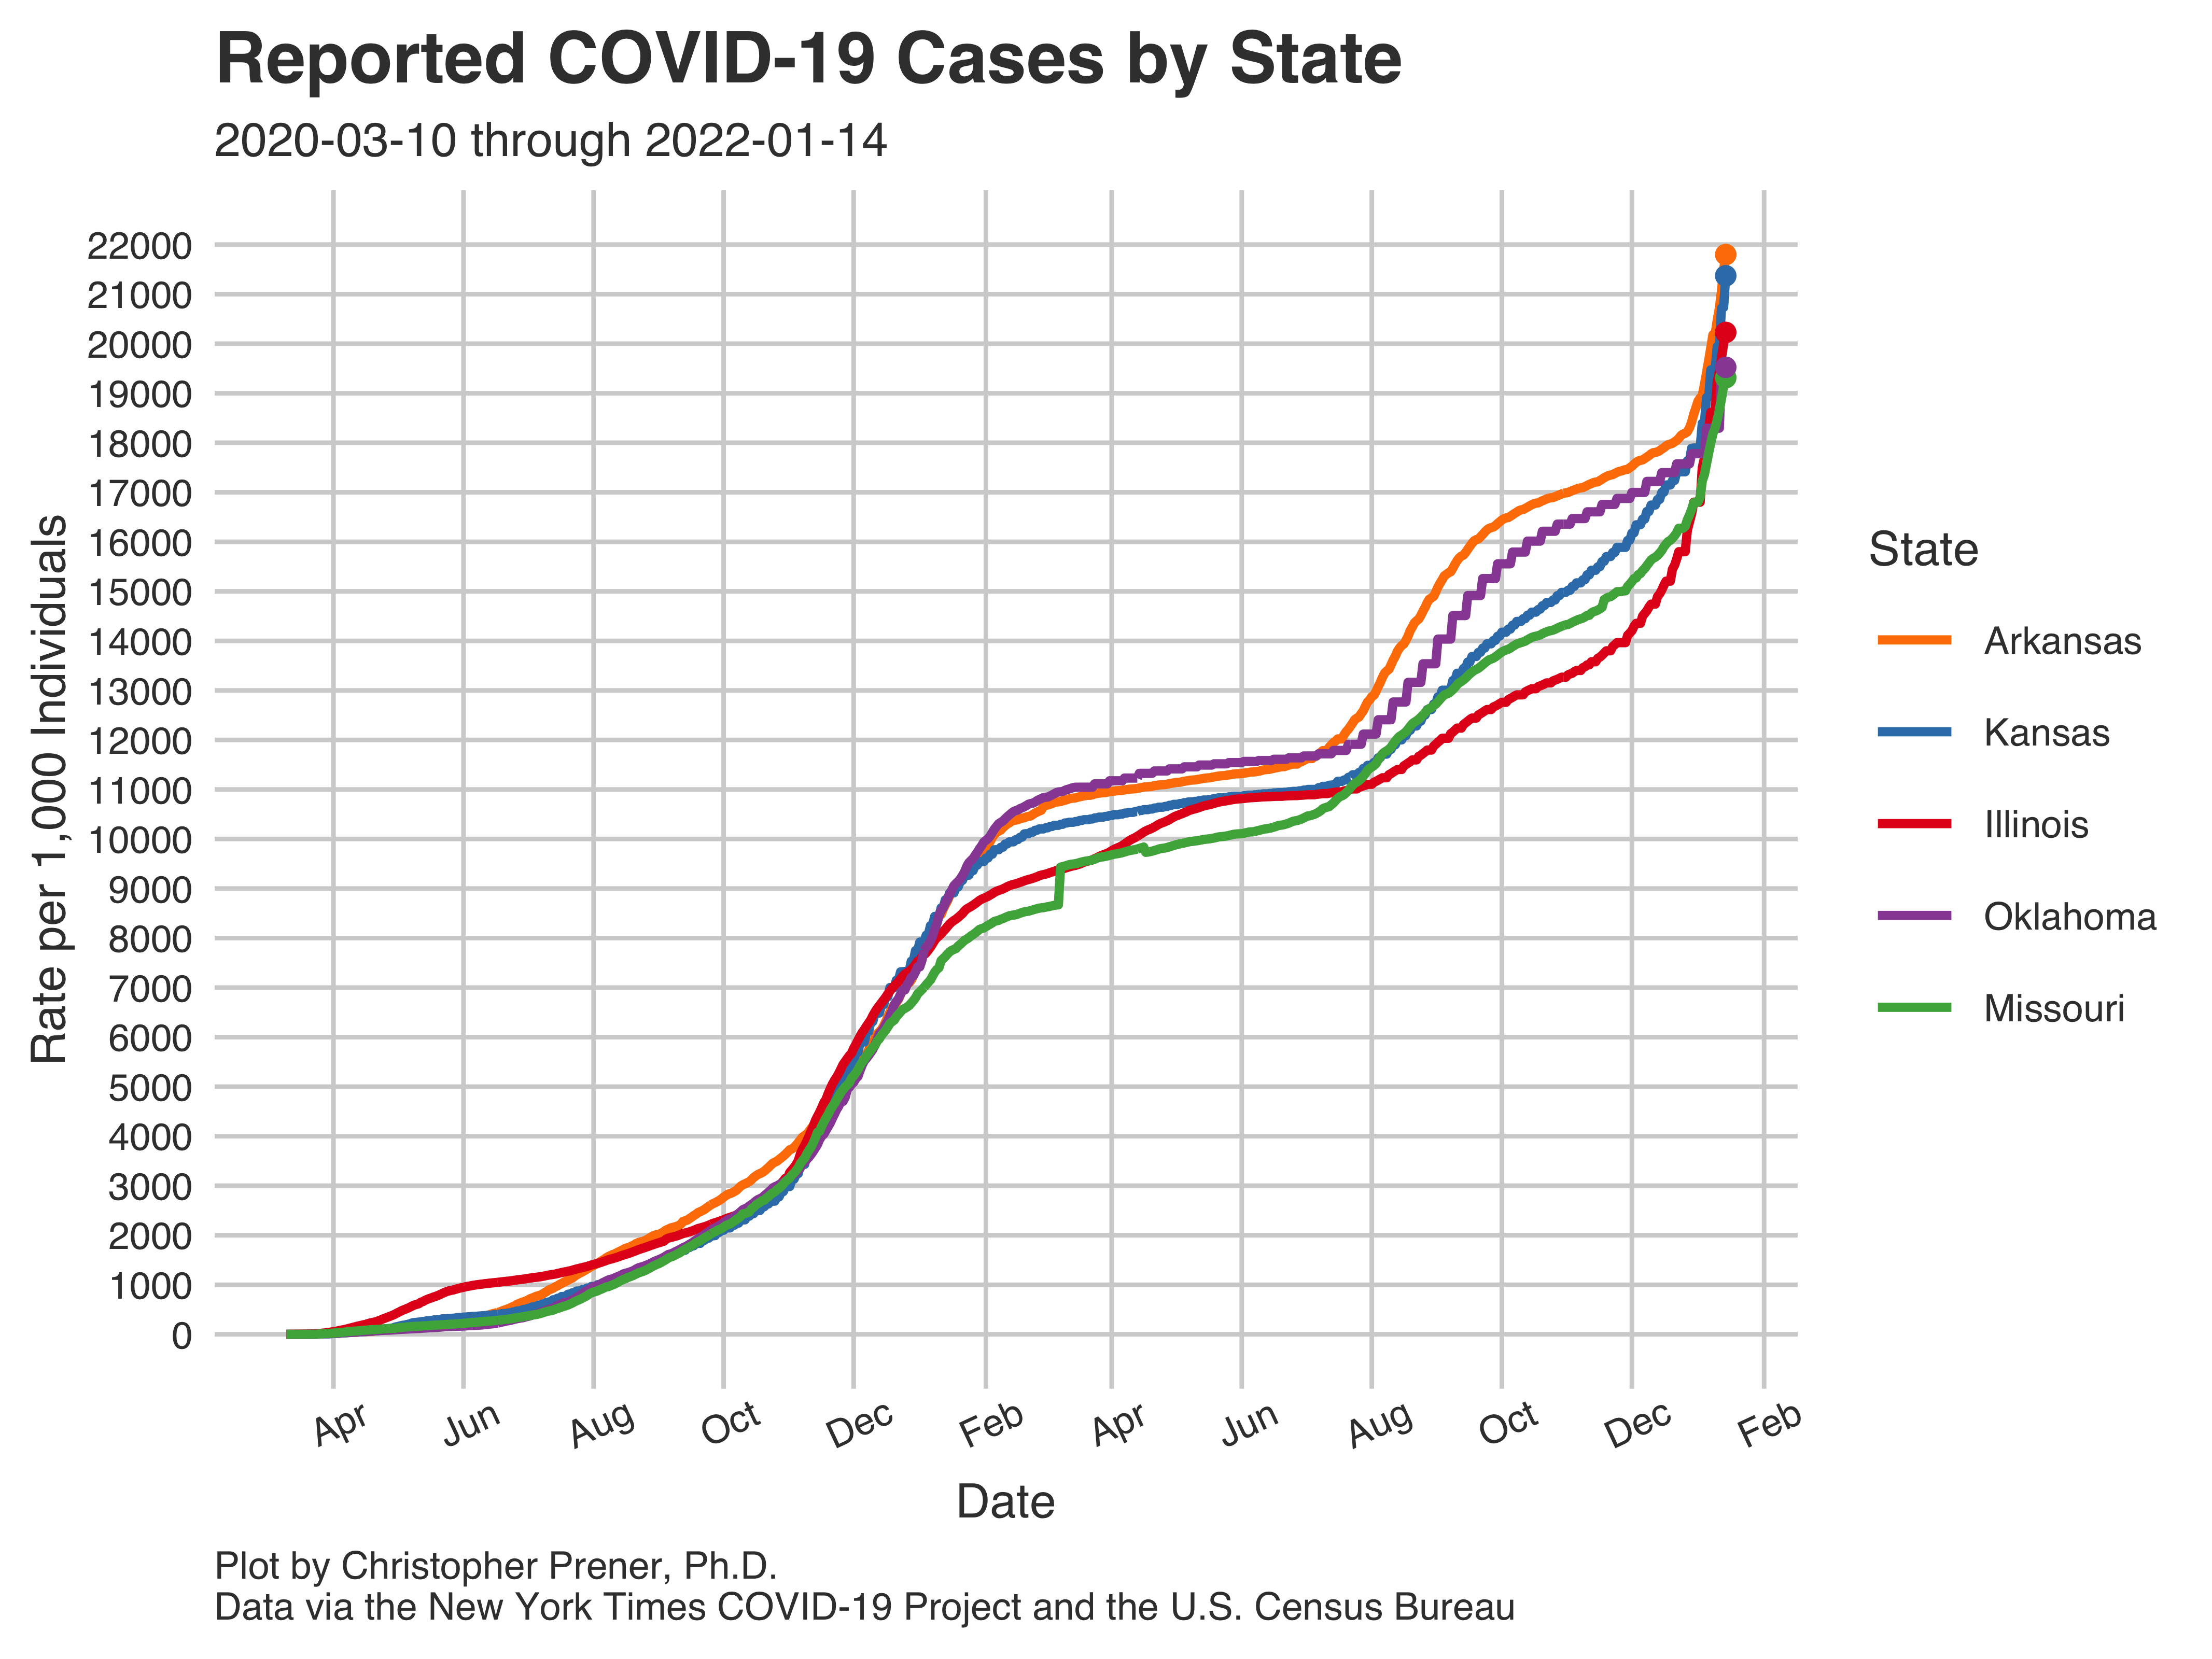 Reported COVID-19 Cases by State
2020-03-10 through 2022-01-14
22000
21000
20000
19000
18000
17000
16000
15000
14000
13000
12000
11000
10000
9000
8000
7000
6000
5000
4000
3000
2000
1000
0
Rate per 1,000 Individuals
Apr
Jun
Aug
Oct
Dec
Feb
Apr
Jun
Aug
Oct
Dec
Feb
Date
State
Arkansas
Kansas
Illinois
Oklahoma
Missouri
Plot by Christopher Prener, Ph.D.
Data via the New York Times COVID-19 Project and the U.S. Census Bureau